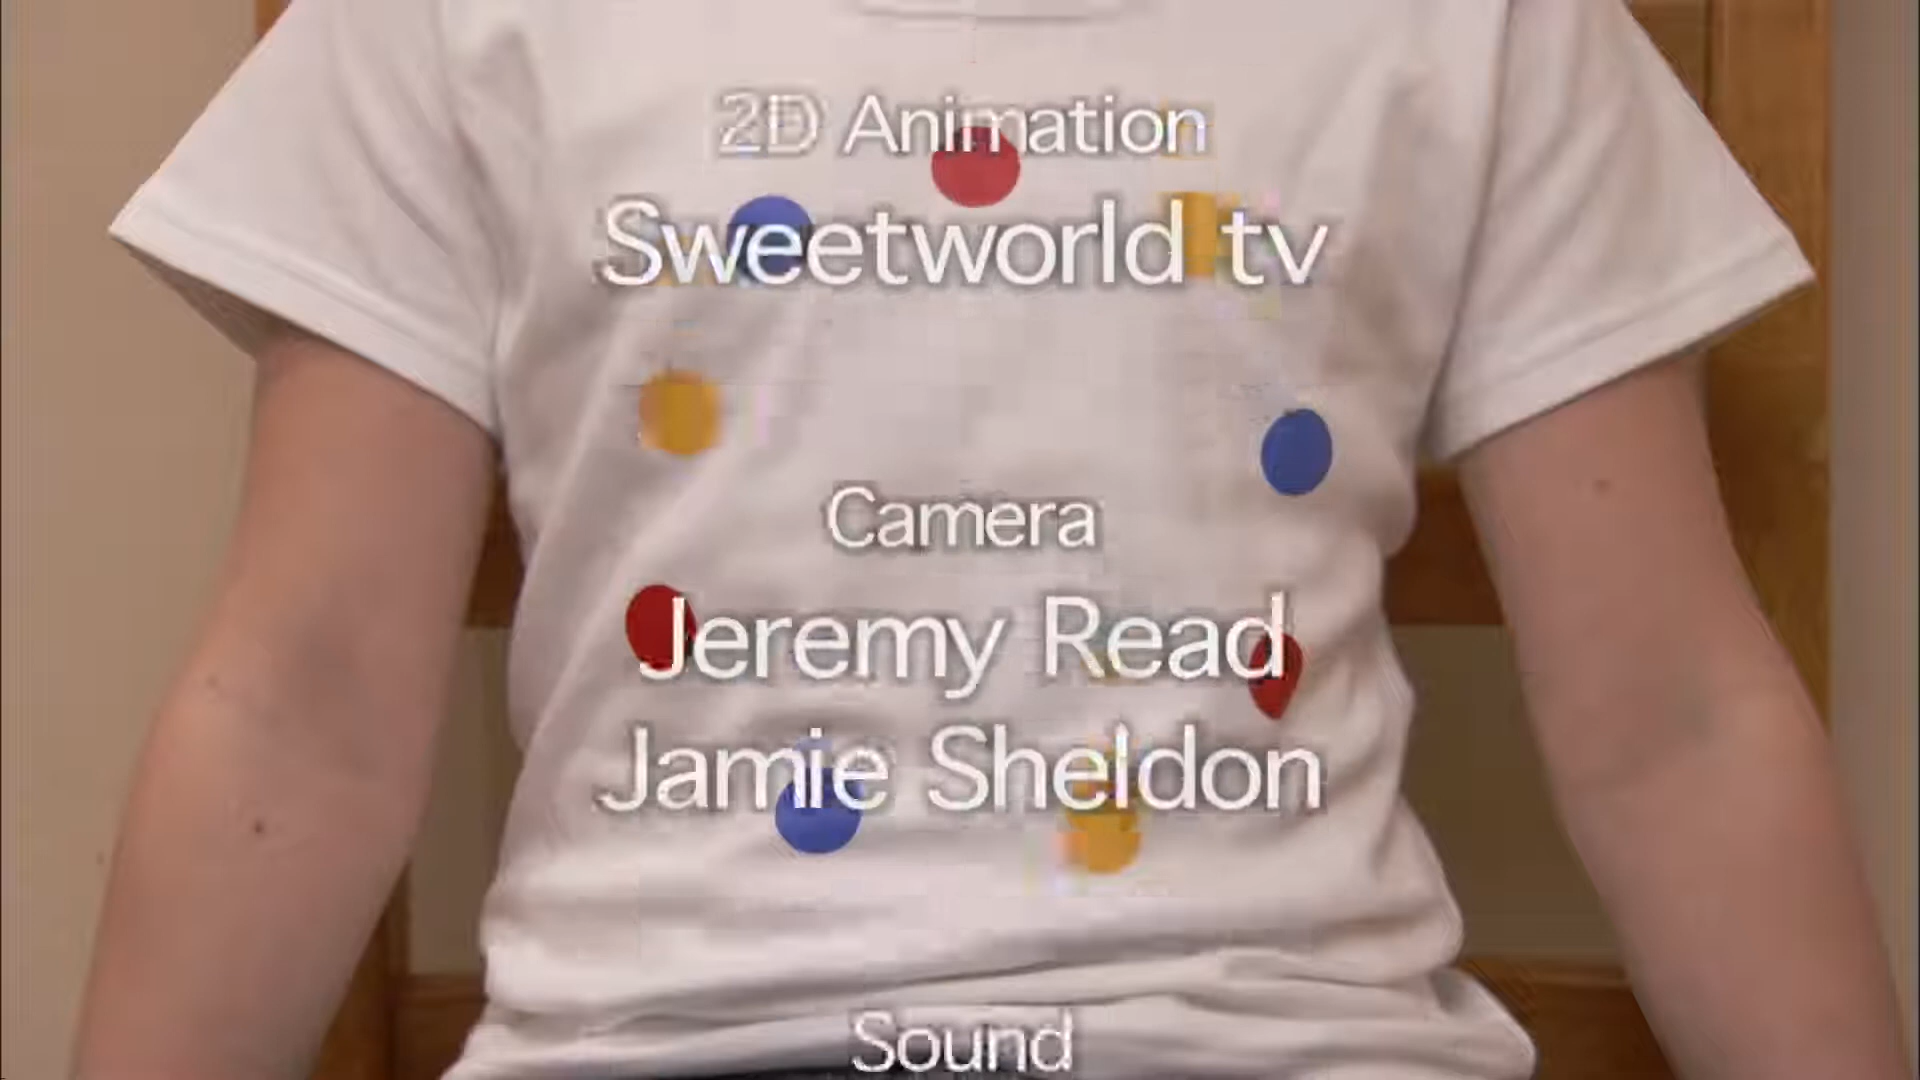 2D Animation
Sweetworld tv
Camera
Jeremy Read
Jamie Sheldon
Sound